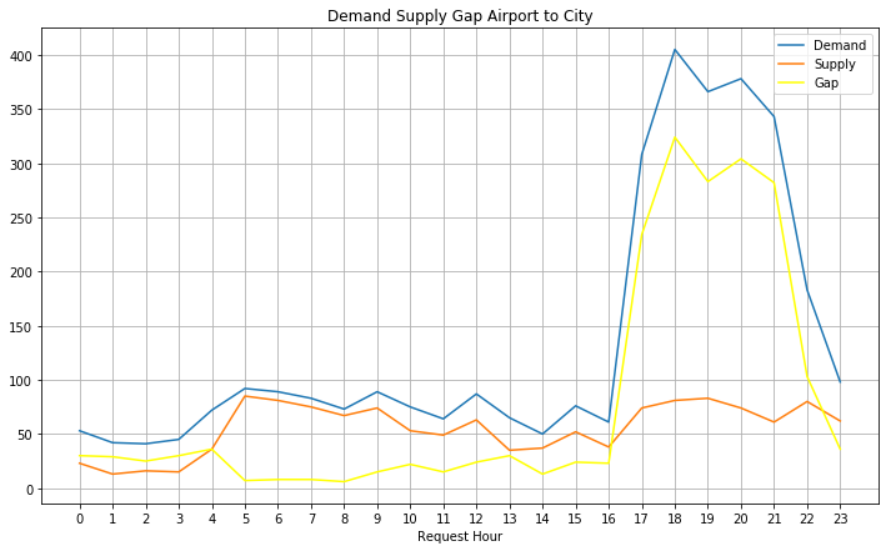 Demand Supply Gap Airport to City
Demand
Supply
Gap
400
350
300
250
200
150
100
50
0
0 1 2 3 4 5 6 7 8 9 10 11 12 13 14 15 16 17 18 19 20 21 22 23
Request Hour